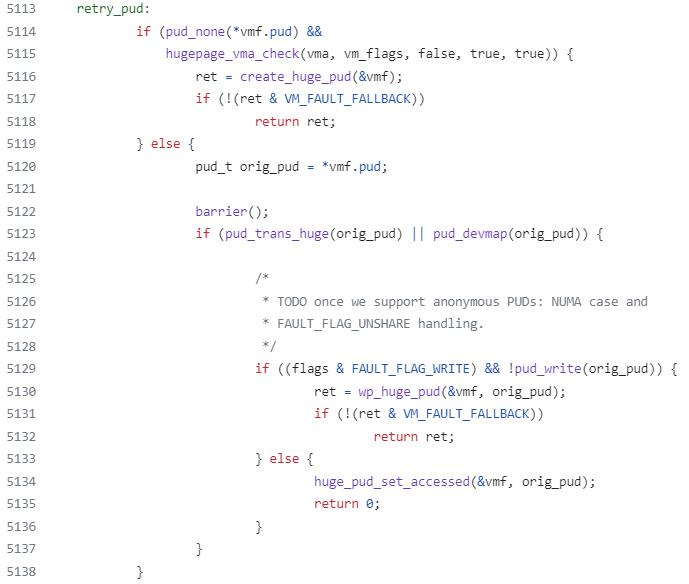 5113 retry_pud:
5114 if (pud_none(*vmf.pud) &&
5115 hugepage_vma_check(vma, vm_flags, false, true, true)) {
5116 ret = create_huge_pud(&vmf);
5117 if (!(ret & VM_FAULT_FALLBACK))
5118 return ret;
5119 } else {
5120 pud_t orig_pud = *vmf.pud;
5121
5122 barrier();
5123 if (pud_trans_huge(orig_pud) || pud_devmap(orig_pud)) {
5124
5125 /*
5126 * TODO once we support anonymous PUDs: NUMA case and
5127 * FAULT_FLAG_UNSHARE handling.
5128 */
5129 if ((flags & FAULT_FLAG_WRITE) && !pud_write(orig_pud)) {
5130 ret = wp_huge_pud(&vmf, orig_pud);
5131 if (!(ret & VM_FAULT_FALLBACK))
5132 return ret;
5133 } else {
5134 huge_pud_set_accessed(&vmf, orig_pud);
5135 return 0;
5136 }
5137 }
5138 }